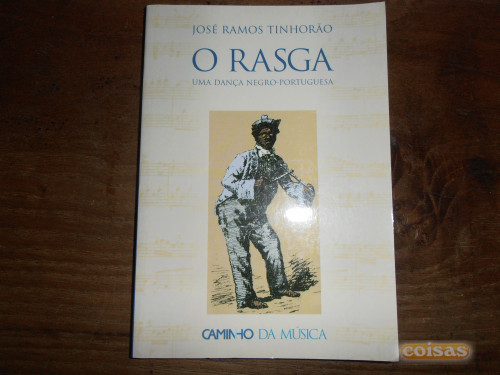 JOSÉ RAMOS TINHORÃO
O RASGA
UMA DANÇA NEGRO-PORTUGUESA
CAMINHO DA MÚSICA
coisas